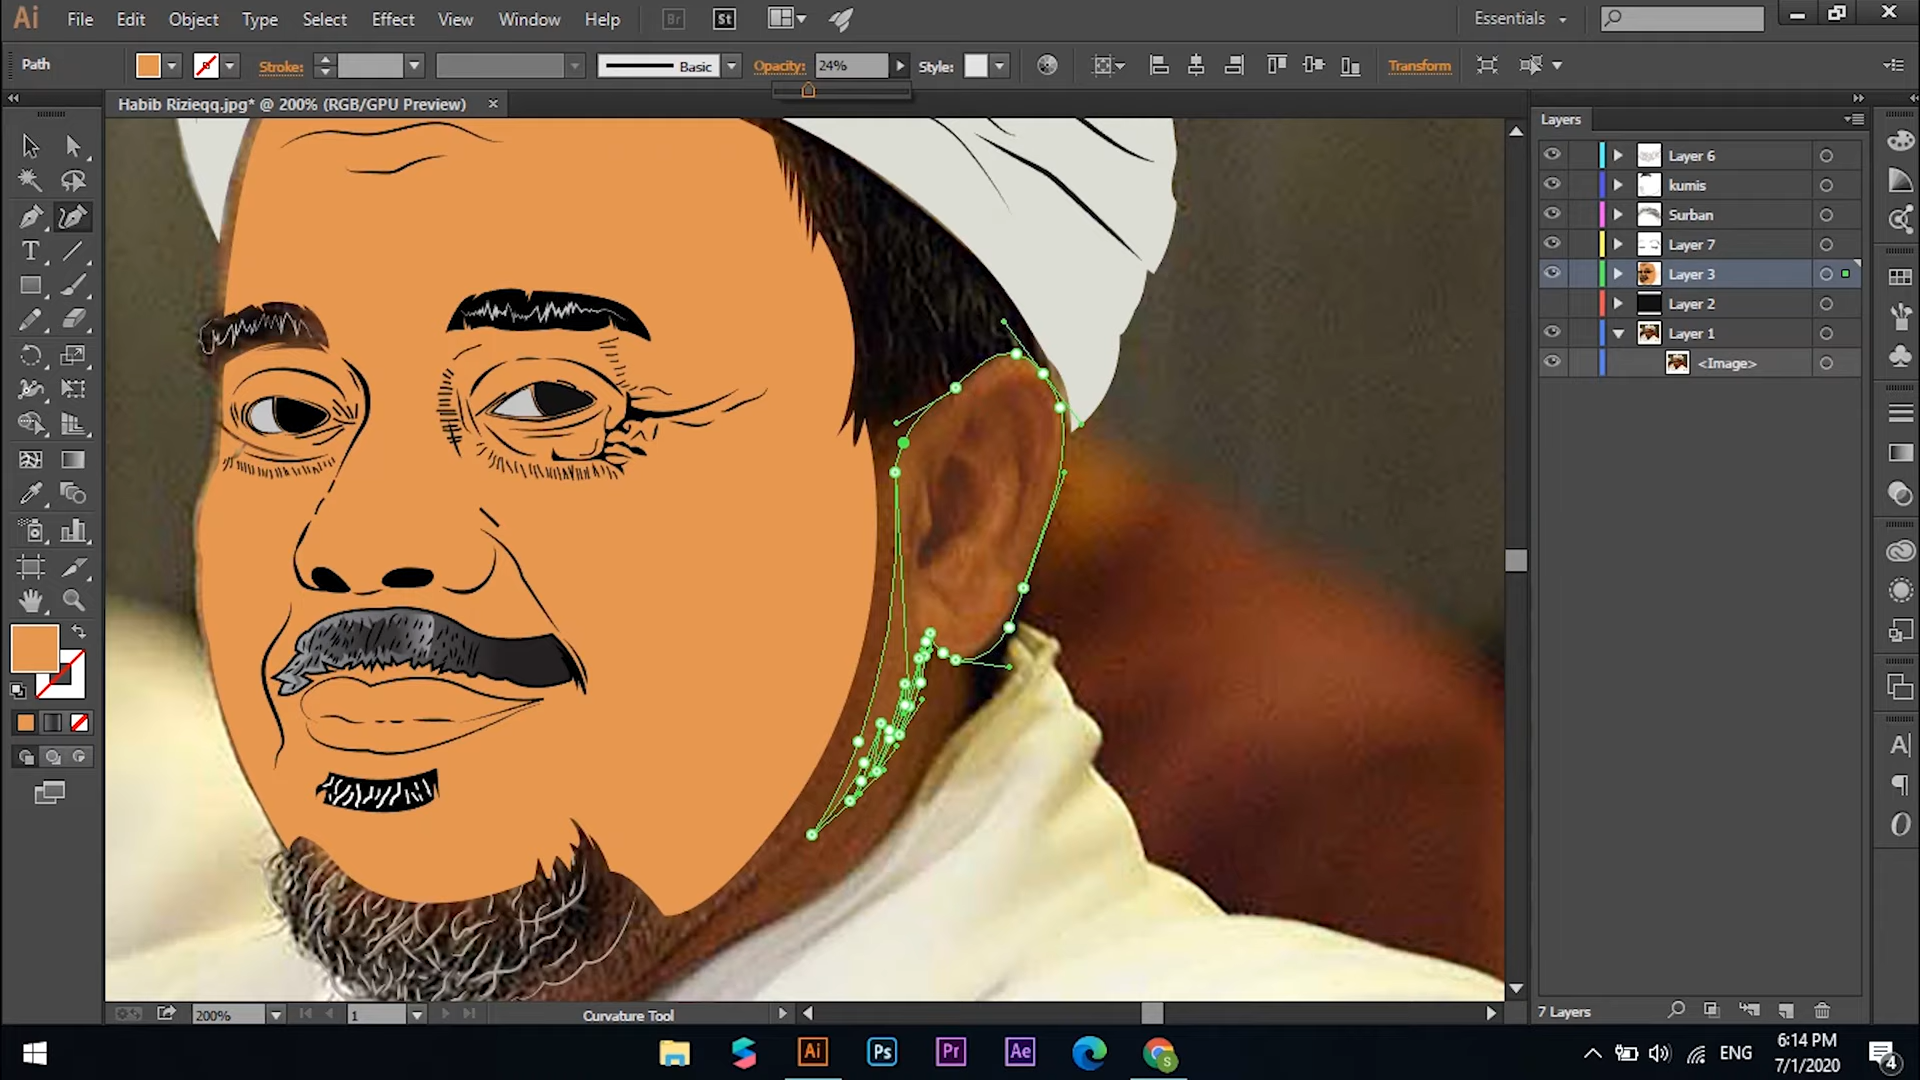 Ai File Edit Object Type Select Effect View Window Help Br St Essentials
Path Stroke: Basic Opacity: 24% Style: Transform
Habib Rizieqq.jpg* @ 200% (RGB/GPU Preview)
Layers
Layer 6
kumis
Surban
Layer 7
Layer 3
Layer 2
Layer 1
<Image>
200% 1 Curvature Tool 7 Layers
Ai Ps Pr Ae S ENG
6:14 PM
7/1/2020
4